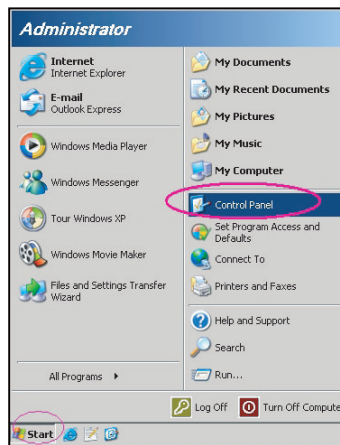 Administrator
Internet
Internet Explorer
E-mail
Outlook Express
Windows Media Player
Windows Messenger
Tour Windows XP
Windows Movie Maker
Files and Settings Transfer
Wizard
All Programs
My Documents
My Recent Documents
My Pictures
My Music
My Computer
Control Panel
Set Program Access and
Defaults
Connect To
Printers and Faxes
Help and Support
Search
Run...
Log Off
Turn Off Compute
Start